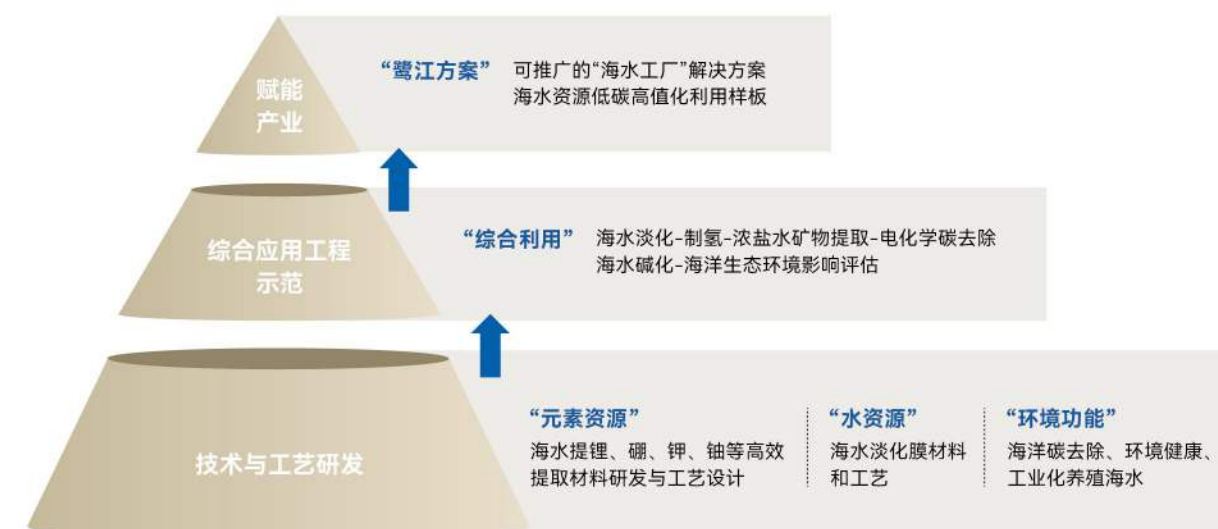 赋能
产业
“鹭江方案”
可推广的“海水工厂”解决方案
海水资源低碳高值化利用样板
综合应用工程
示范
“综合利用”
海水淡化-制氢-浓盐水矿物提取-电化学碳去除
海水碱化-海洋生态环境影响评估
技术与工艺研发
“元素资源”
海水提锂、硼、钾、铀等高效
提取材料研发与工艺设计
“水资源”
海水淡化膜材料
和工艺
“环境功能”
海洋碳去除、环境健康、
工业化养殖海水